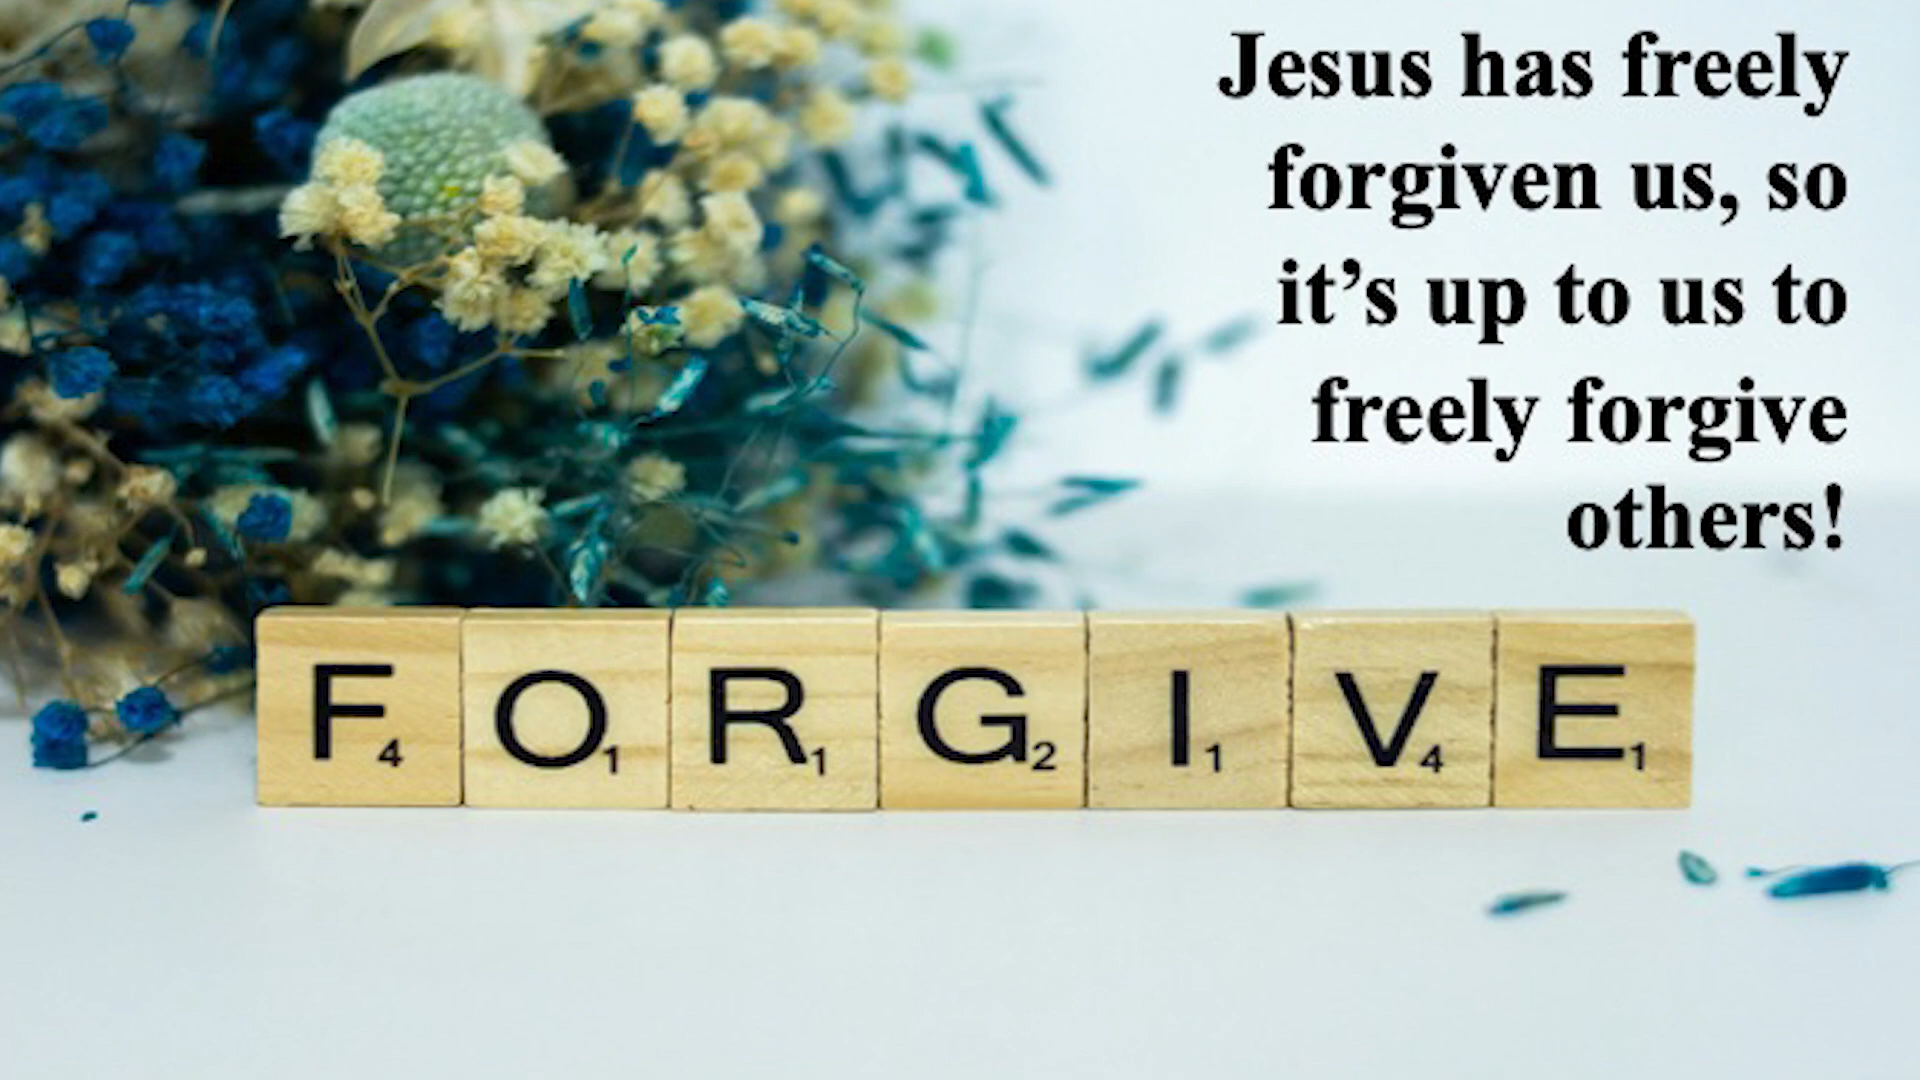 Jesus has freely
forgiven us, so
it’s up to us to
freely forgive
others!
F4 O1 R1 G2 I1 V4 E1